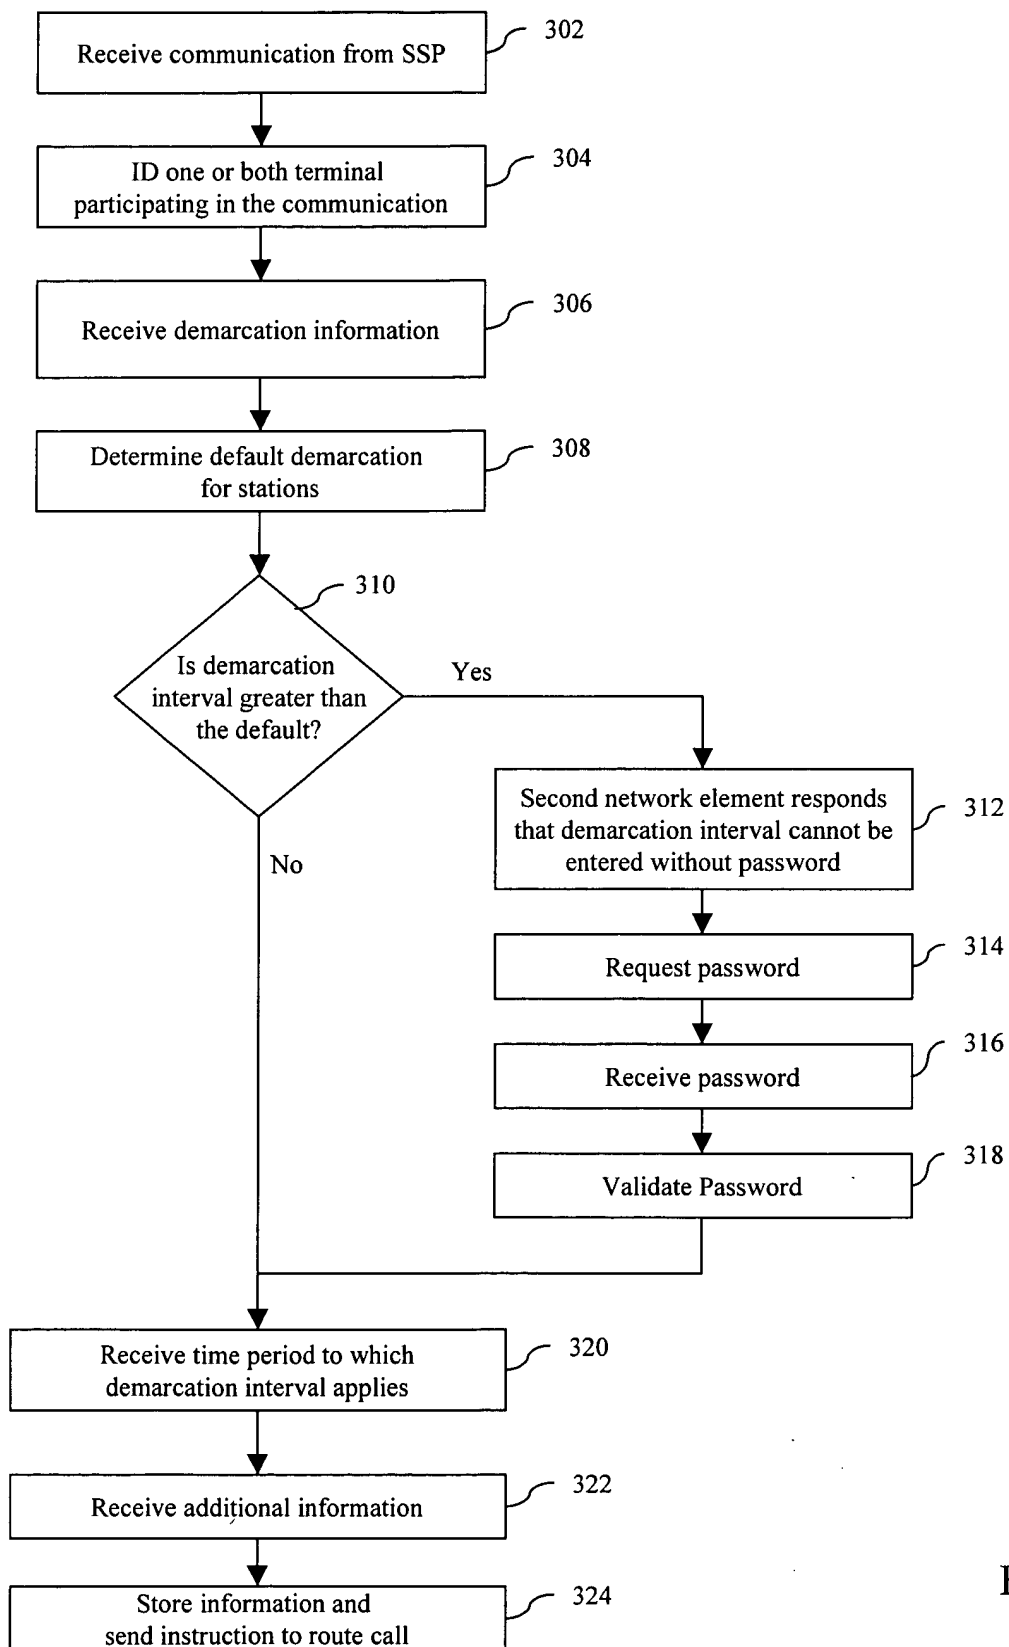 Receive communication from SSP
302
ID one or both terminal
participating in the communication
304
Receive demarcation information
306
Determine default demarcation
for stations
308
310
Is demarcation
interval greater than
the default?
Yes
No
Second network element responds
that demarcation interval cannot be
entered without password
312
Request password
314
Receive password
316
Validate Password
318
Receive time period to which
demarcation interval applies
320
Receive additional information
322
Store information and
send instruction to route call
324